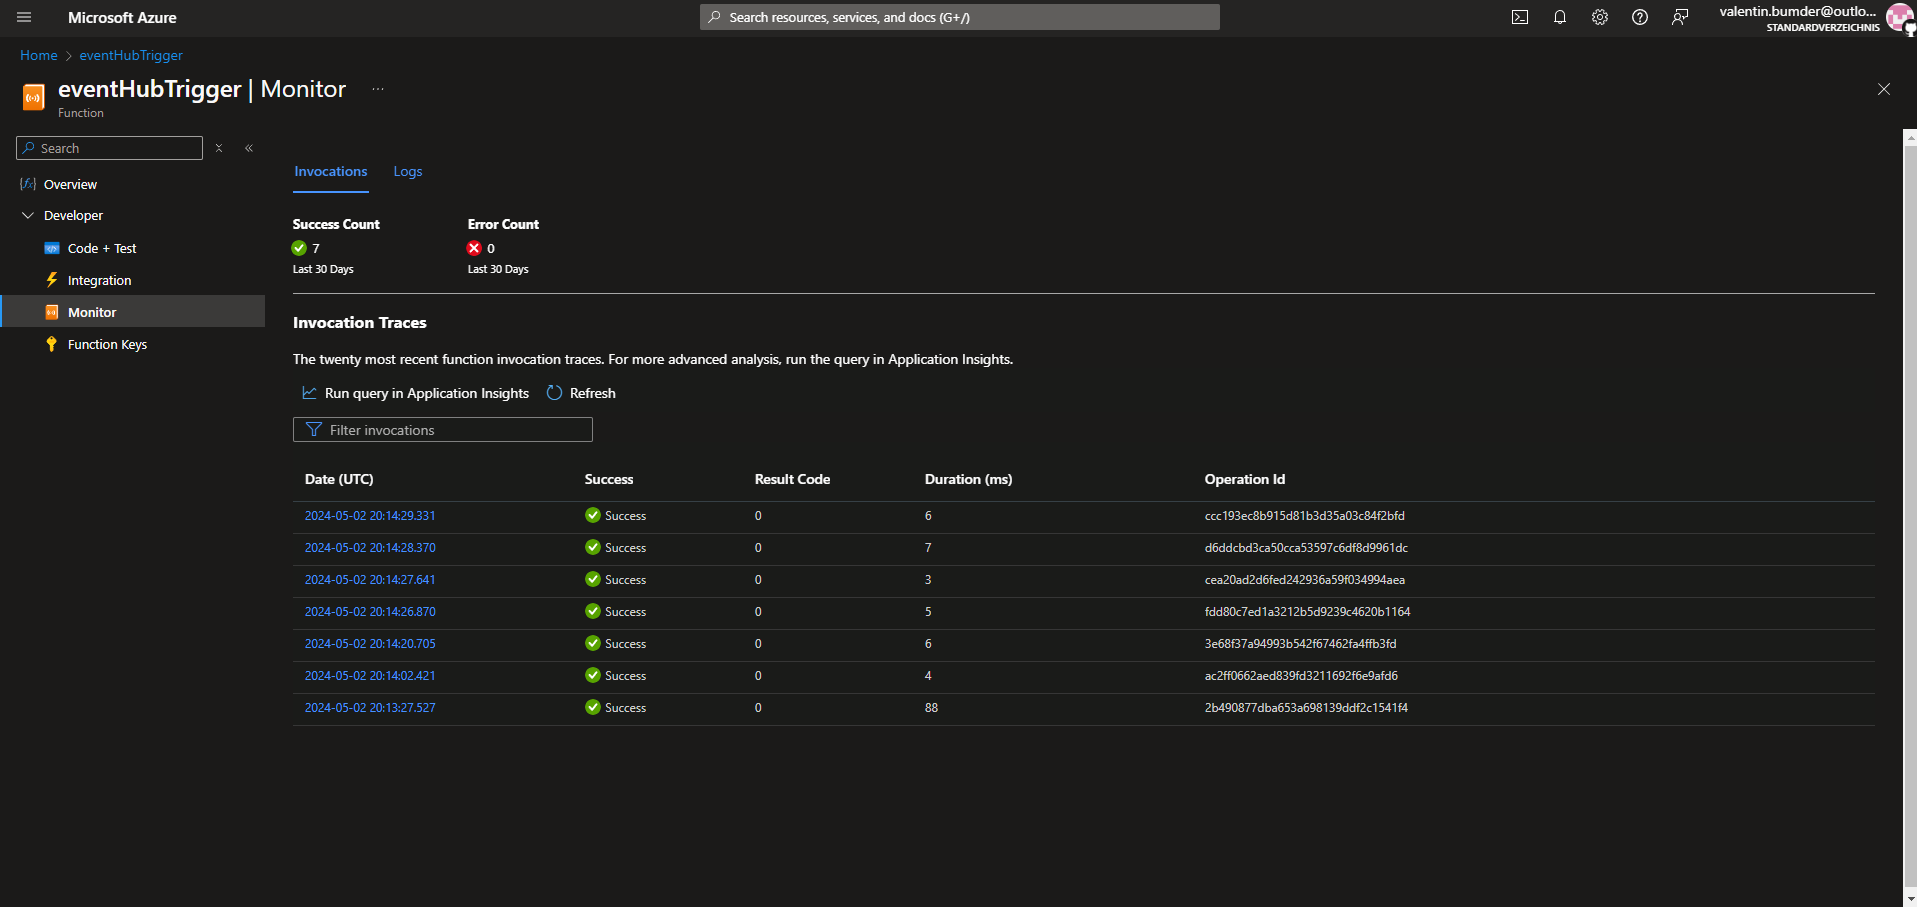 Microsoft Azure
Search resources, services, and docs (G+/)
valentin.bumder@outlo...
STANDARDVERZEICHNIS
Home > eventHubTrigger
eventHubTrigger | Monitor ...
Function
Search
Overview
Developer
Code + Test
Integration
Monitor
Function Keys
Invocations Logs
Success Count Error Count
7 0
Last 30 Days Last 30 Days
Invocation Traces
The twenty most recent function invocation traces. For more advanced analysis, run the query in Application Insights.
Run query in Application Insights Refresh
Filter invocations
Date (UTC) Success Result Code Duration (ms) Operation Id
2024-05-02 20:14:29.331 Success 0 6 ccc193ec8b915d81b3d35a03c84f2bfd
2024-05-02 20:14:28.370 Success 0 7 d6ddcbd3ca50cca53597c6df8d9961dc
2024-05-02 20:14:27.641 Success 0 3 cea20ad2d6fed242936a59f034994aea
2024-05-02 20:14:26.870 Success 0 5 fdd80c7ed1a3212b5d9239c4620b1164
2024-05-02 20:14:20.705 Success 0 6 3e68f37a94993b542f67462fa4ffb3fd
2024-05-02 20:14:02.421 Success 0 4 ac2ff0662aed839fd3211692f6e9afd6
2024-05-02 20:13:27.527 Success 0 88 2b490877dba653a698139ddf2c1541f4